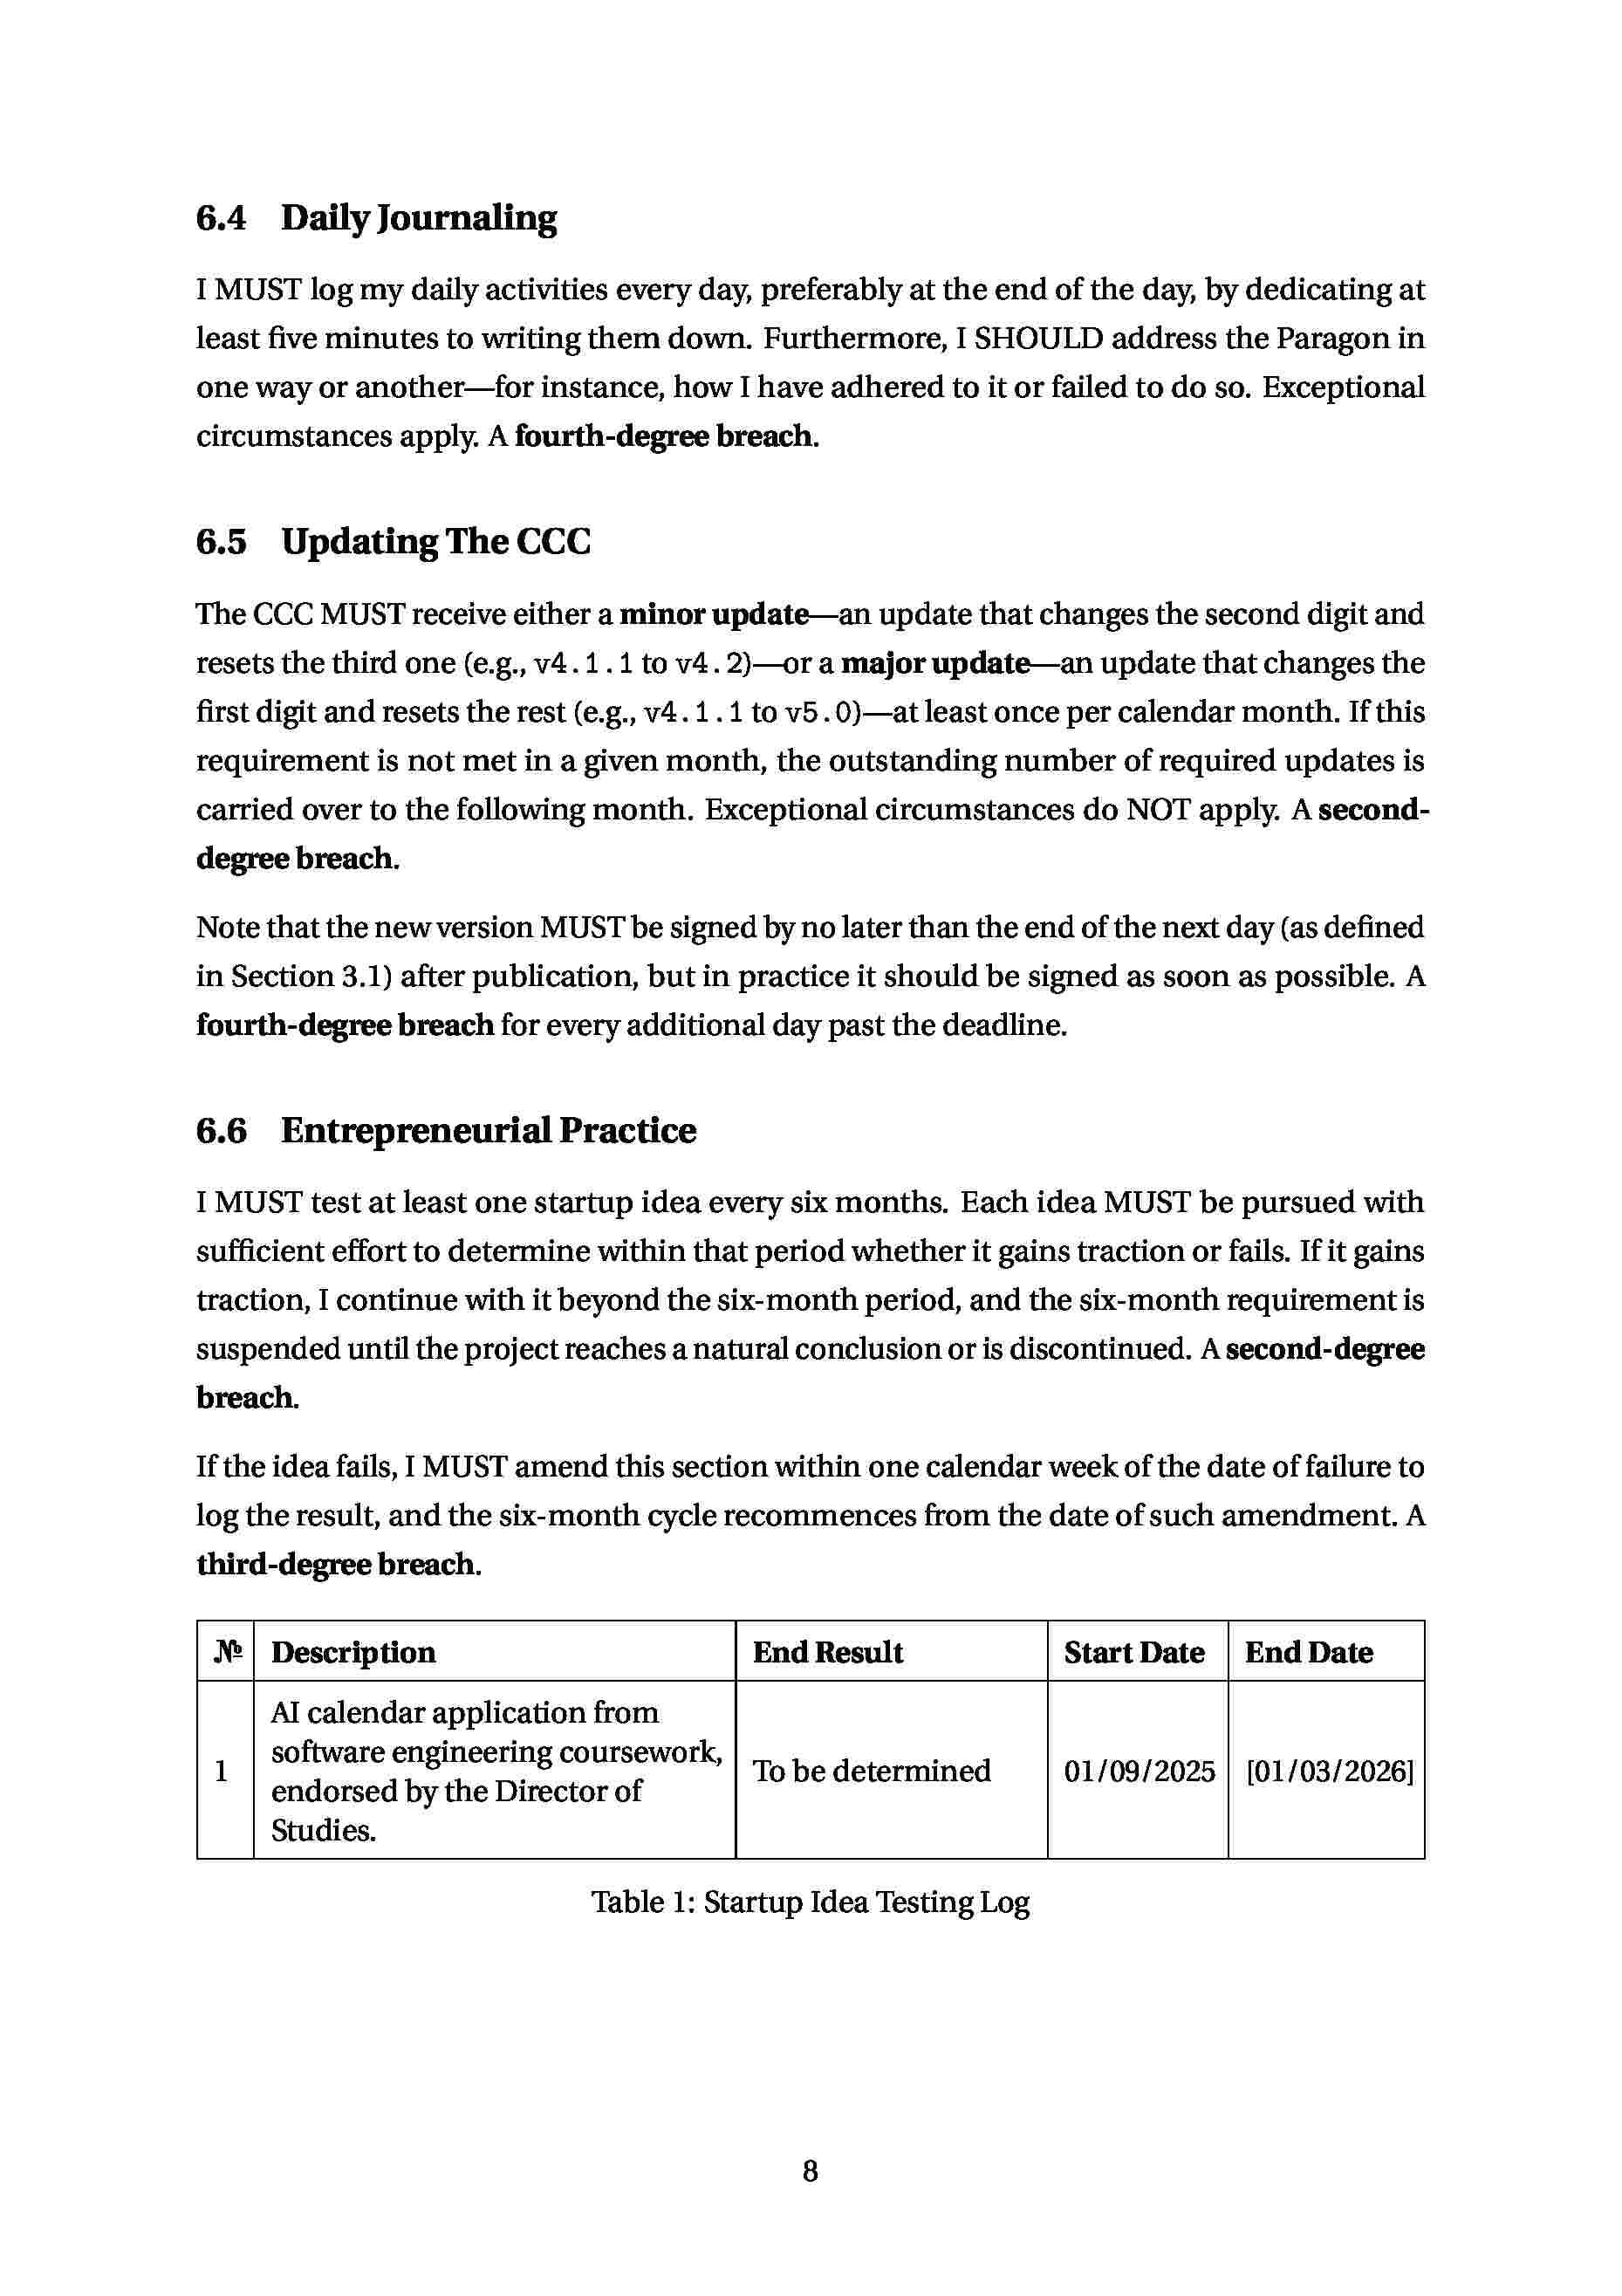 6.4 Daily Journaling
I MUST log my daily activities every day, preferably at the end of the day, by dedicating at
least five minutes to writing them down. Furthermore, I SHOULD address the Paragon in
one way or another—for instance, how I have adhered to it or failed to do so. Exceptional
circumstances apply. A fourth-degree breach.
6.5 Updating The CCC
The CCC MUST receive either a minor update—an update that changes the second digit and
resets the third one (e.g., v4.1.1 to v4.2)—or a major update—an update that changes the
first digit and resets the rest (e.g., v4.1.1 to v5.0)—at least once per calendar month. If this
requirement is not met in a given month, the outstanding number of required updates is
carried over to the following month. Exceptional circumstances do NOT apply. A second-
degree breach.
Note that the new version MUST be signed by no later than the end of the next day (as defined
in Section 3.1) after publication, but in practice it should be signed as soon as possible. A
fourth-degree breach for every additional day past the deadline.
6.6 Entrepreneurial Practice
I MUST test at least one startup idea every six months. Each idea MUST be pursued with
sufficient effort to determine within that period whether it gains traction or fails. If it gains
traction, I continue with it beyond the six-month period, and the six-month requirement is
suspended until the project reaches a natural conclusion or is discontinued. A second-degree
breach.
If the idea fails, I MUST amend this section within one calendar week of the date of failure to
log the result, and the six-month cycle recommences from the date of such amendment. A
third-degree breach.
№ Description End Result Start Date End Date
AI calendar application from
software engineering coursework,
1 To be determined 01/09/2025 [01/03/2026]
endorsed by the Director of
Studies.
Table 1: Startup Idea Testing Log
8